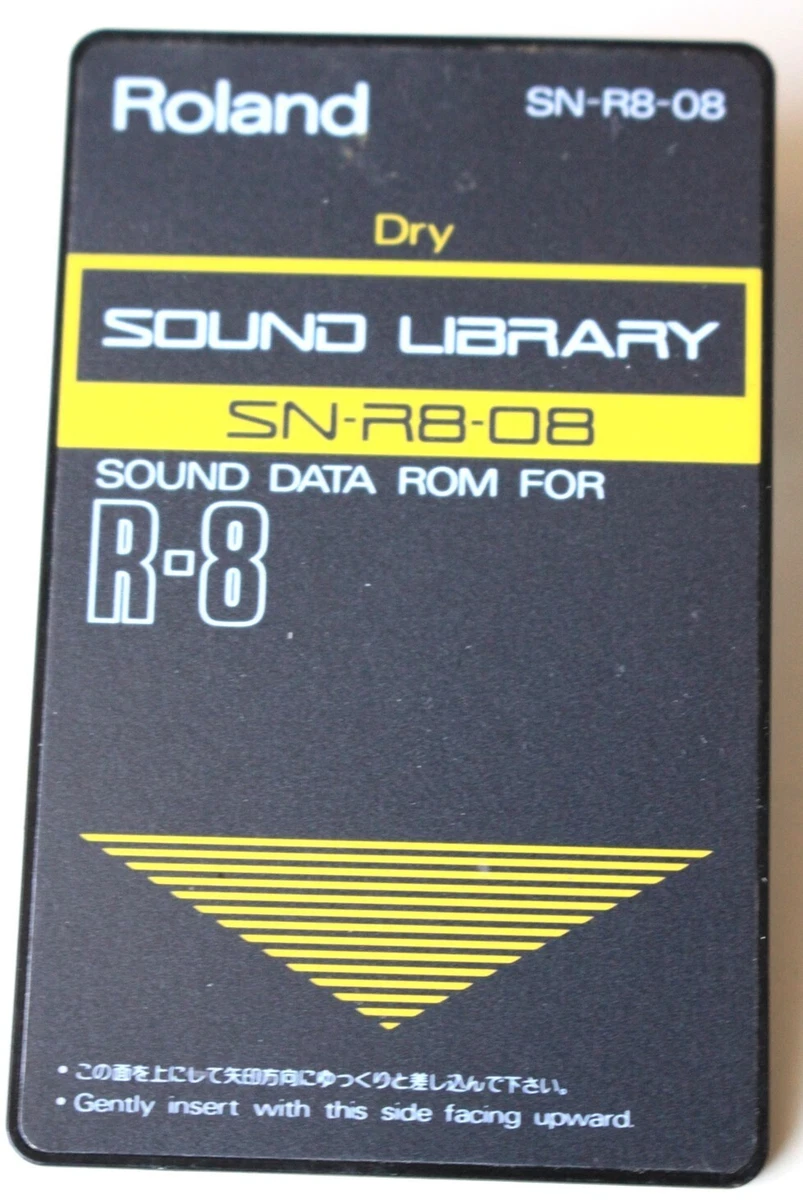 Roland SN-R8-08
Dry
SOUND LIBRARY
SN-R8-08
SOUND DATA ROM FOR
R-8
・この面を上にして矢印方向にゆっくりと差し込んで下さい。
・Gently insert with this side facing upward.